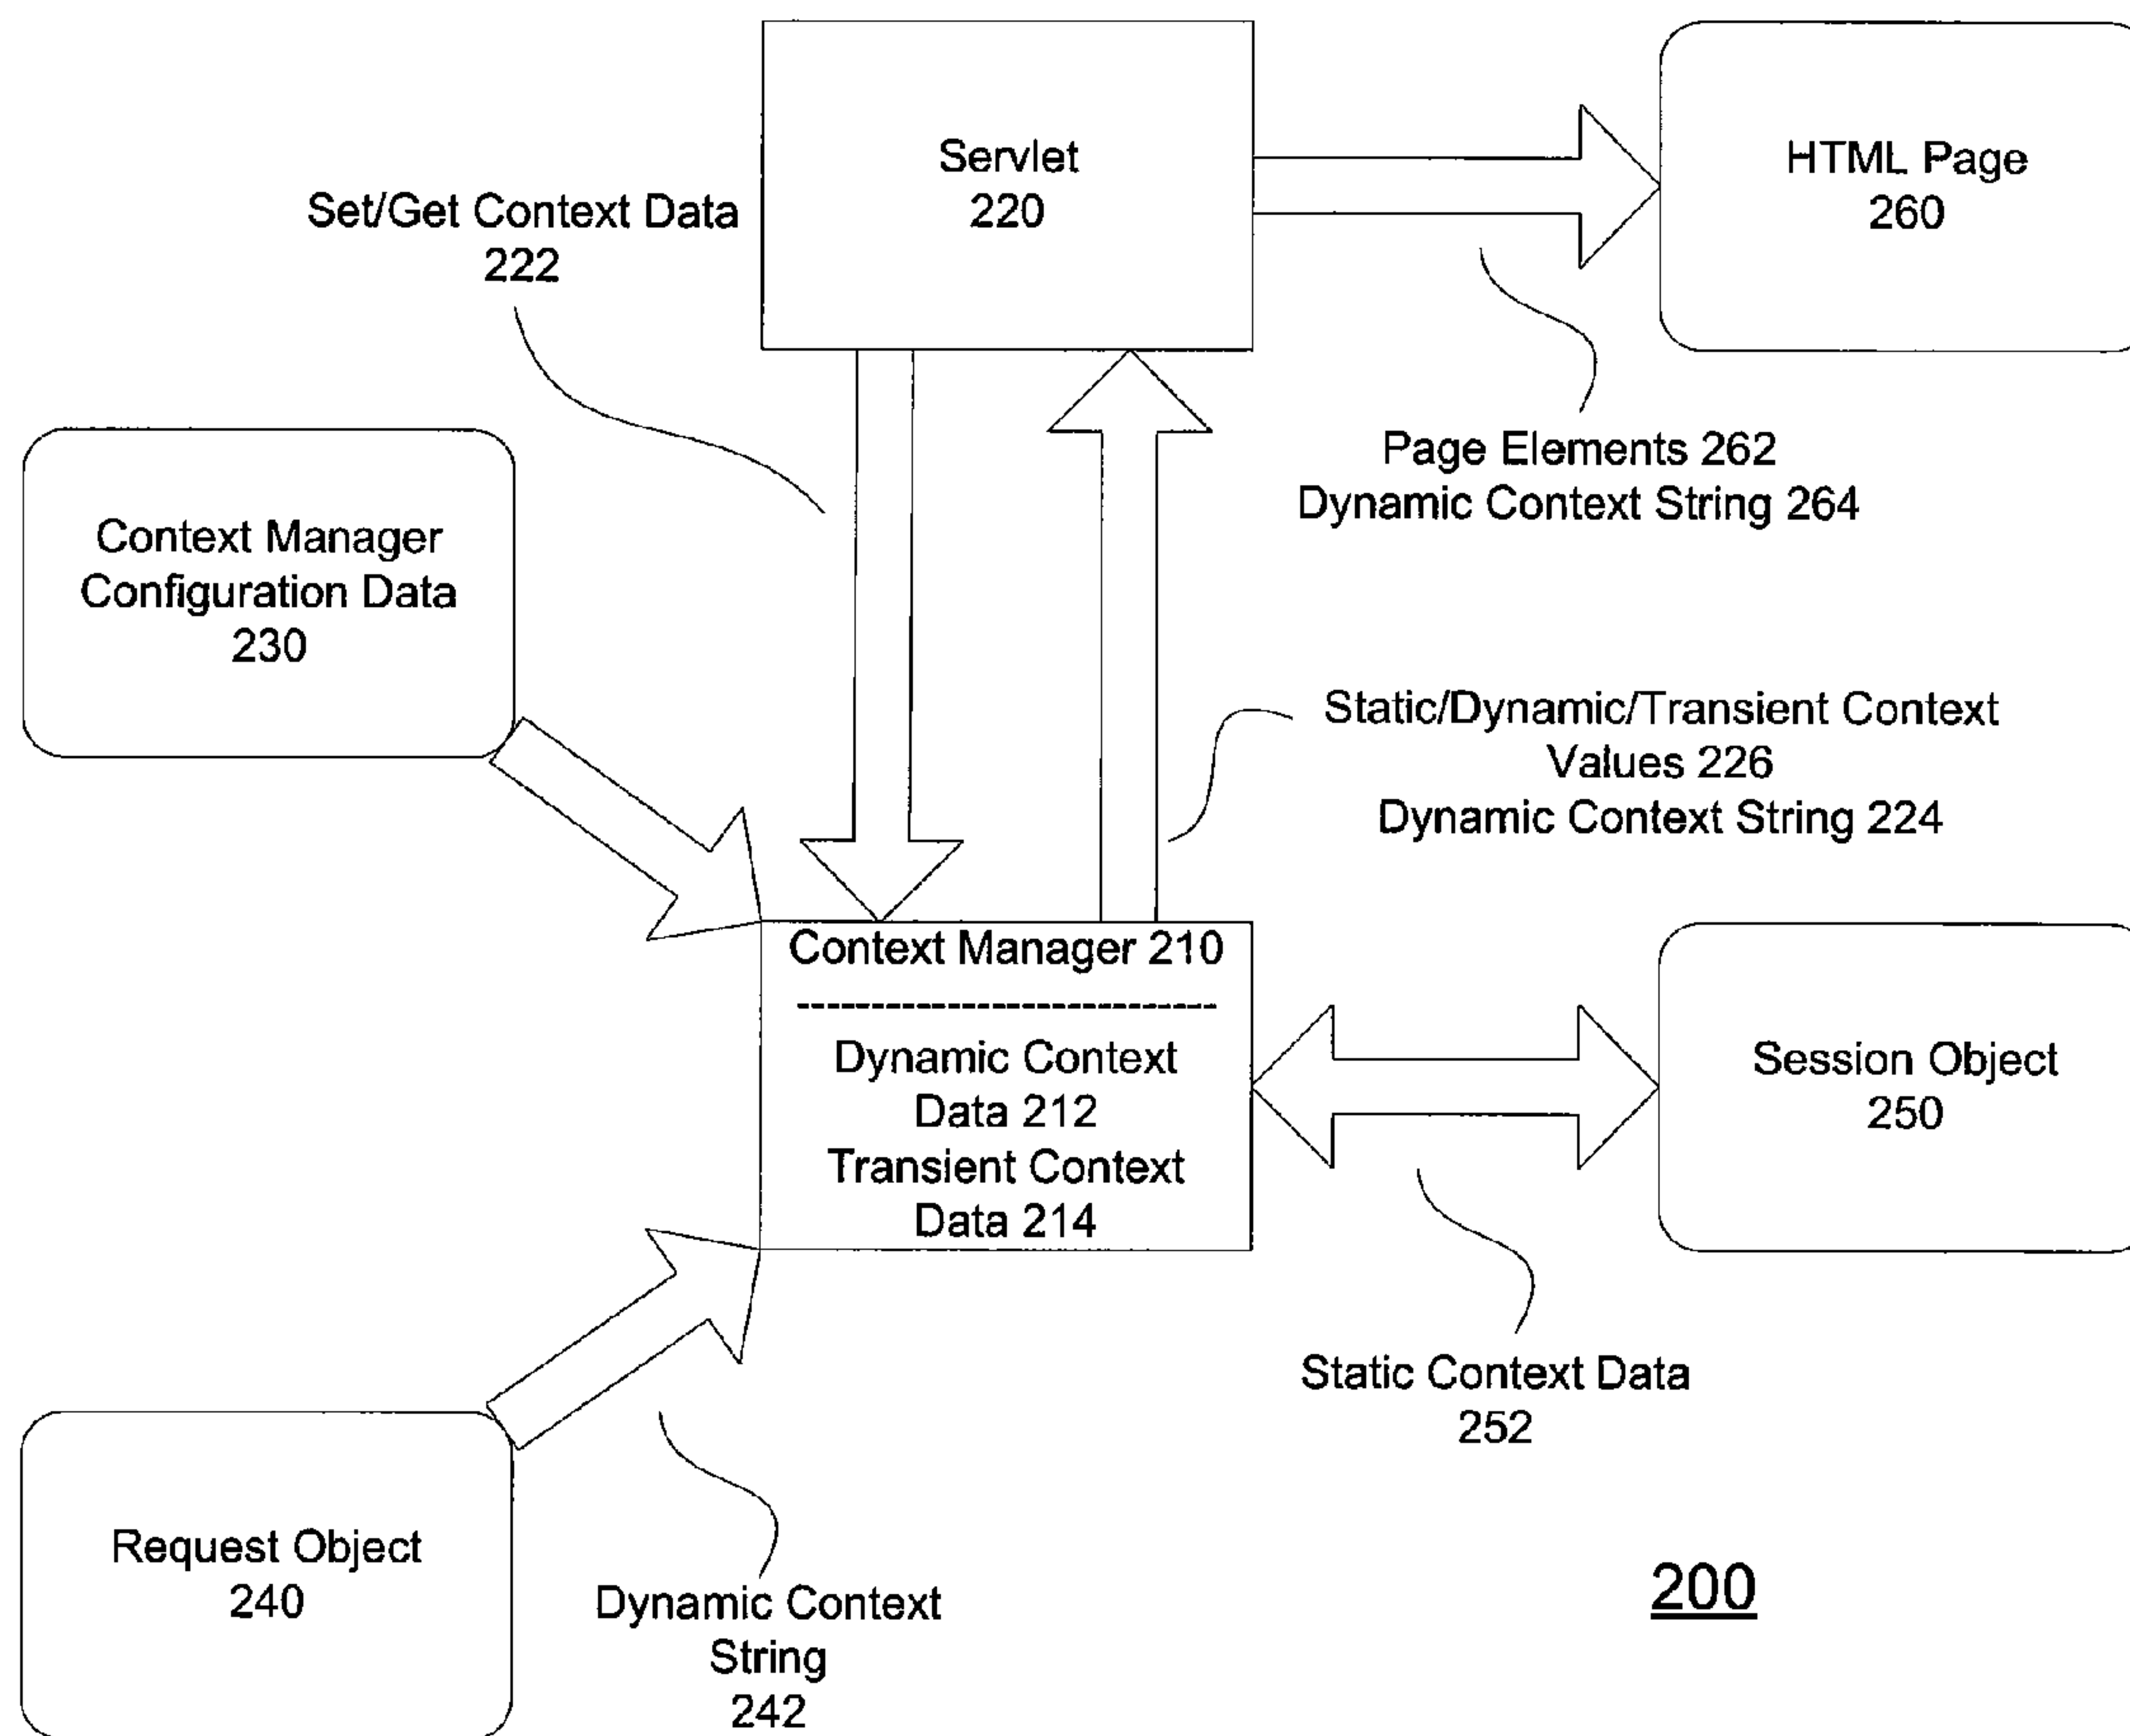 Servlet
220
HTML Page
260
Set/Get Context Data
222
Page Elements 262
Dynamic Context String 264
Context Manager
Configuration Data
230
Static/Dynamic/Transient Context
Values 226
Dynamic Context String 224
Context Manager 210
Dynamic Context
Data 212
Transient Context
Data 214
Session Object
250
Static Context Data
252
Request Object
240
Dynamic Context
String
242
200